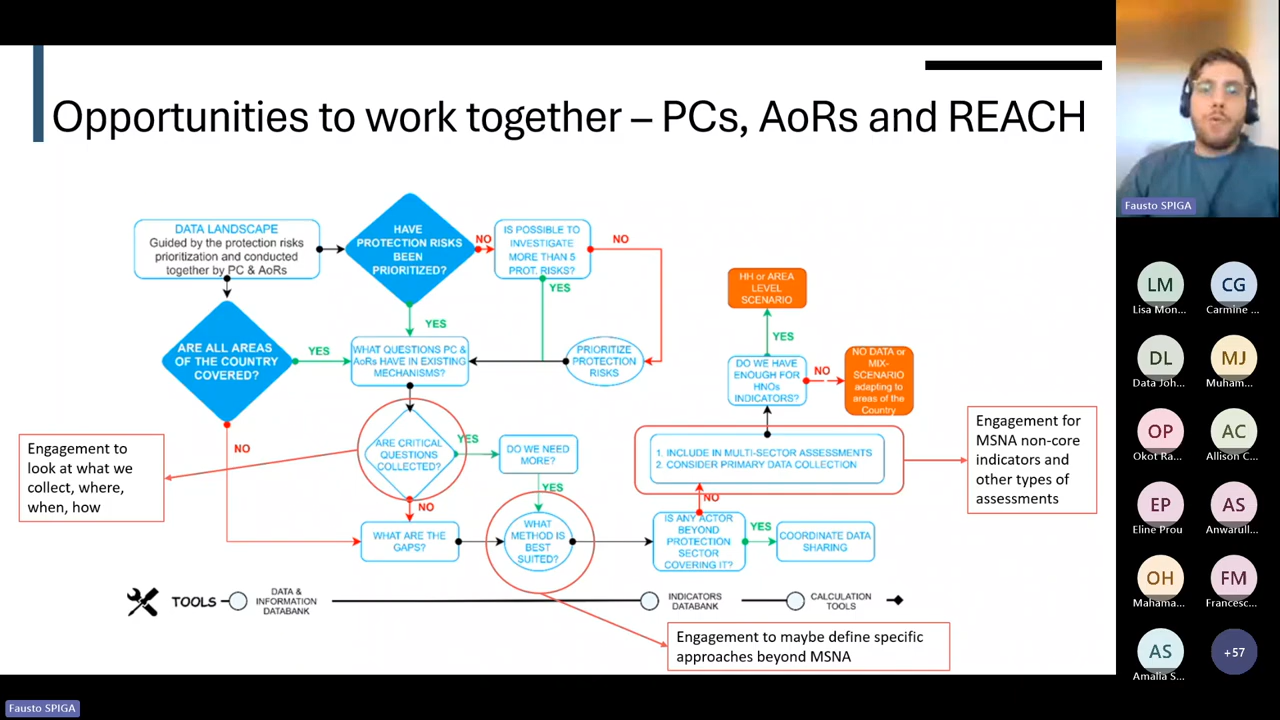 Opportunities to work together – PCs, AoRs and REACH
DATA LANDSCAPE
Guided by the protection risks
prioritization and conducted
together by PC & AoRs
HAVE
PROTECTION RISKS
BEEN
PRIORITIZED?
NO
IS POSSIBLE TO
INVESTIGATE
MORE THAN 5
PROT. RISKS?
NO
YES
YES
ARE ALL AREAS
OF THE COUNTRY
COVERED?
YES
WHAT QUESTIONS PC &
AoRs HAVE IN EXISTING
MECHANISMS?
PRIORITIZE
PROTECTION
RISKS
HH or AREA
LEVEL
SCENARIO
YES
DO WE HAVE
ENOUGH FOR
HNOs
INDICATORS?
NO
NO DATA or
MIX-
SCENARIO
adapting to
areas of the
Country
NO
ARE CRITICAL
QUESTIONS
COLLECTED?
YES
DO WE NEED
MORE?
YES
NO
1. INCLUDE IN MULTI-SECTOR ASSESSMENTS
2. CONSIDER PRIMARY DATA COLLECTION
NO
Engagement to
look at what we
collect, where,
when, how
Engagement for
MSNA non-core
indicators and
other types of
assessments
WHAT ARE THE
GAPS?
WHAT
METHOD IS
BEST
SUITED?
IS ANY ACTOR
BEYOND
PROTECTION
SECTOR
COVERING IT?
YES
COORDINATE DATA
SHARING
TOOLS
DATA &
INFORMATION
DATABANK
INDICATORS
DATABANK
CALCULATION
TOOLS
Engagement to maybe define specific
approaches beyond MSNA
Fausto SPIGA
Fausto SPIGA
LM
Lisa Mon...
CG
Carmine ...
DL
Data Joh...
MJ
Muham...
OP
Okot Ra...
AC
Allison C...
EP
Eline Prou
AS
Anwarull...
OH
Mahama...
FM
Francesc...
AS
Amalia S...
+57